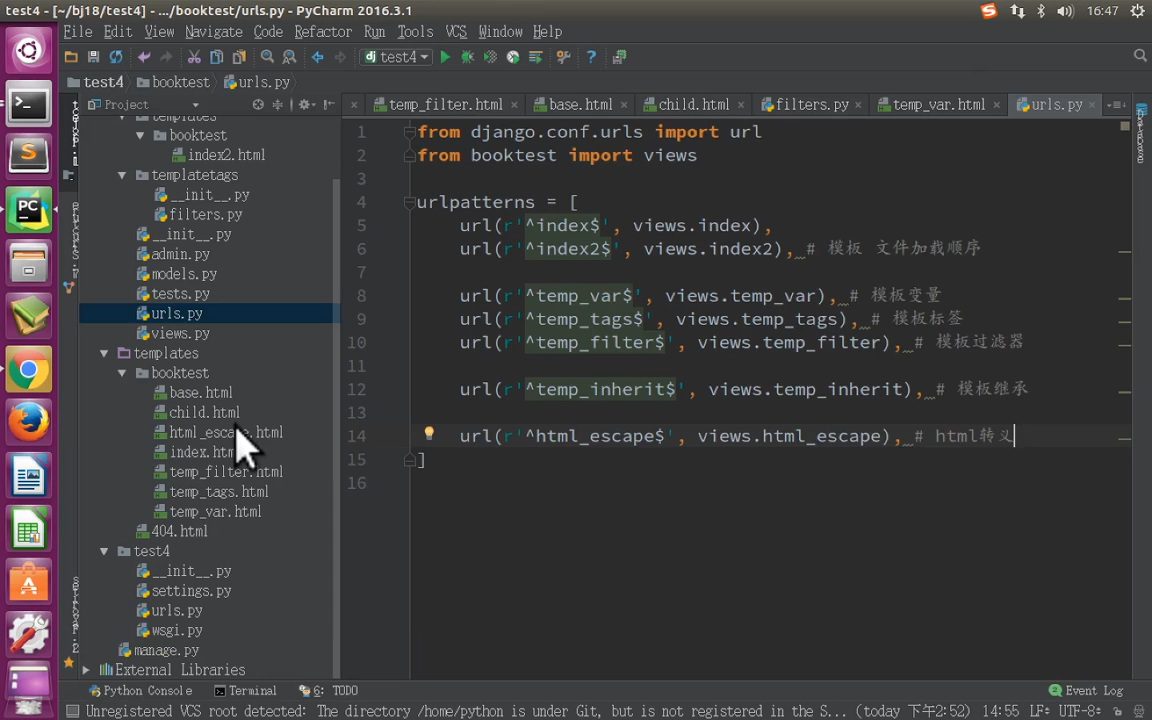 test4 - [~/bj18/test4] - .../booktest/urls.py - PyCharm 2016.3.1
16:47
File Edit View Navigate Code Refactor Run Tools VCS Window Help
test4
test4 booktest urls.py
Project
temp_filter.html base.html child.html filters.py temp_var.html urls.py
templates
booktest
index2.html
templatetags
__init__.py
filters.py
__init__.py
admin.py
models.py
tests.py
urls.py
views.py
templates
booktest
base.html
child.html
html_escape.html
index.html
temp_filter.html
temp_tags.html
temp_var.html
404.html
test4
__init__.py
settings.py
urls.py
wsgi.py
manage.py
External Libraries
1 from django.conf.urls import url
2 from booktest import views
3
4 urlpatterns = [
5 url(r'^index$', views.index),
6 url(r'^index2$', views.index2), # 模板 文件加载顺序
7
8 url(r'^temp_var$', views.temp_var), # 模板变量
9 url(r'^temp_tags$', views.temp_tags), # 模板标签
10 url(r'^temp_filter$', views.temp_filter), # 模板过滤器
11
12 url(r'^temp_inherit$', views.temp_inherit), # 模板继承
13
14 url(r'^html_escape$', views.html_escape), # html转义
15 ]
16
Python Console Terminal 6: TODO Event Log
Unregistered VCS root detected: The directory /home/python is under Git, but is not registered in the S... (today 下午2:52) 14:55 LF÷ UTF-8÷